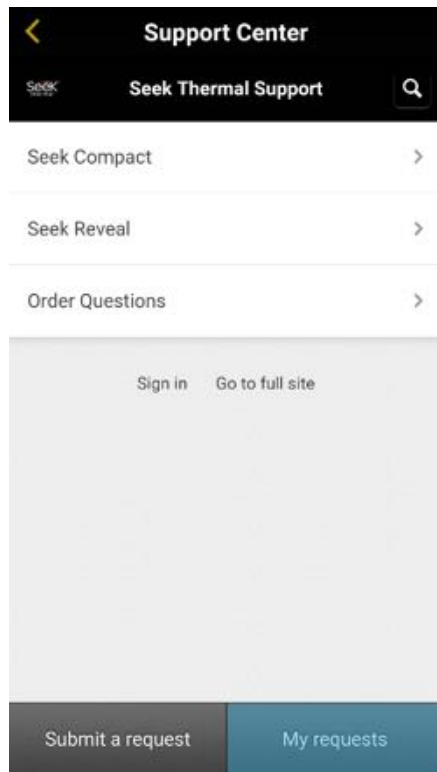 Support Center
Seek
Seek Thermal Support
Seek Compact
Seek Reveal
Order Questions
Sign in Go to full site
Submit a request My requests